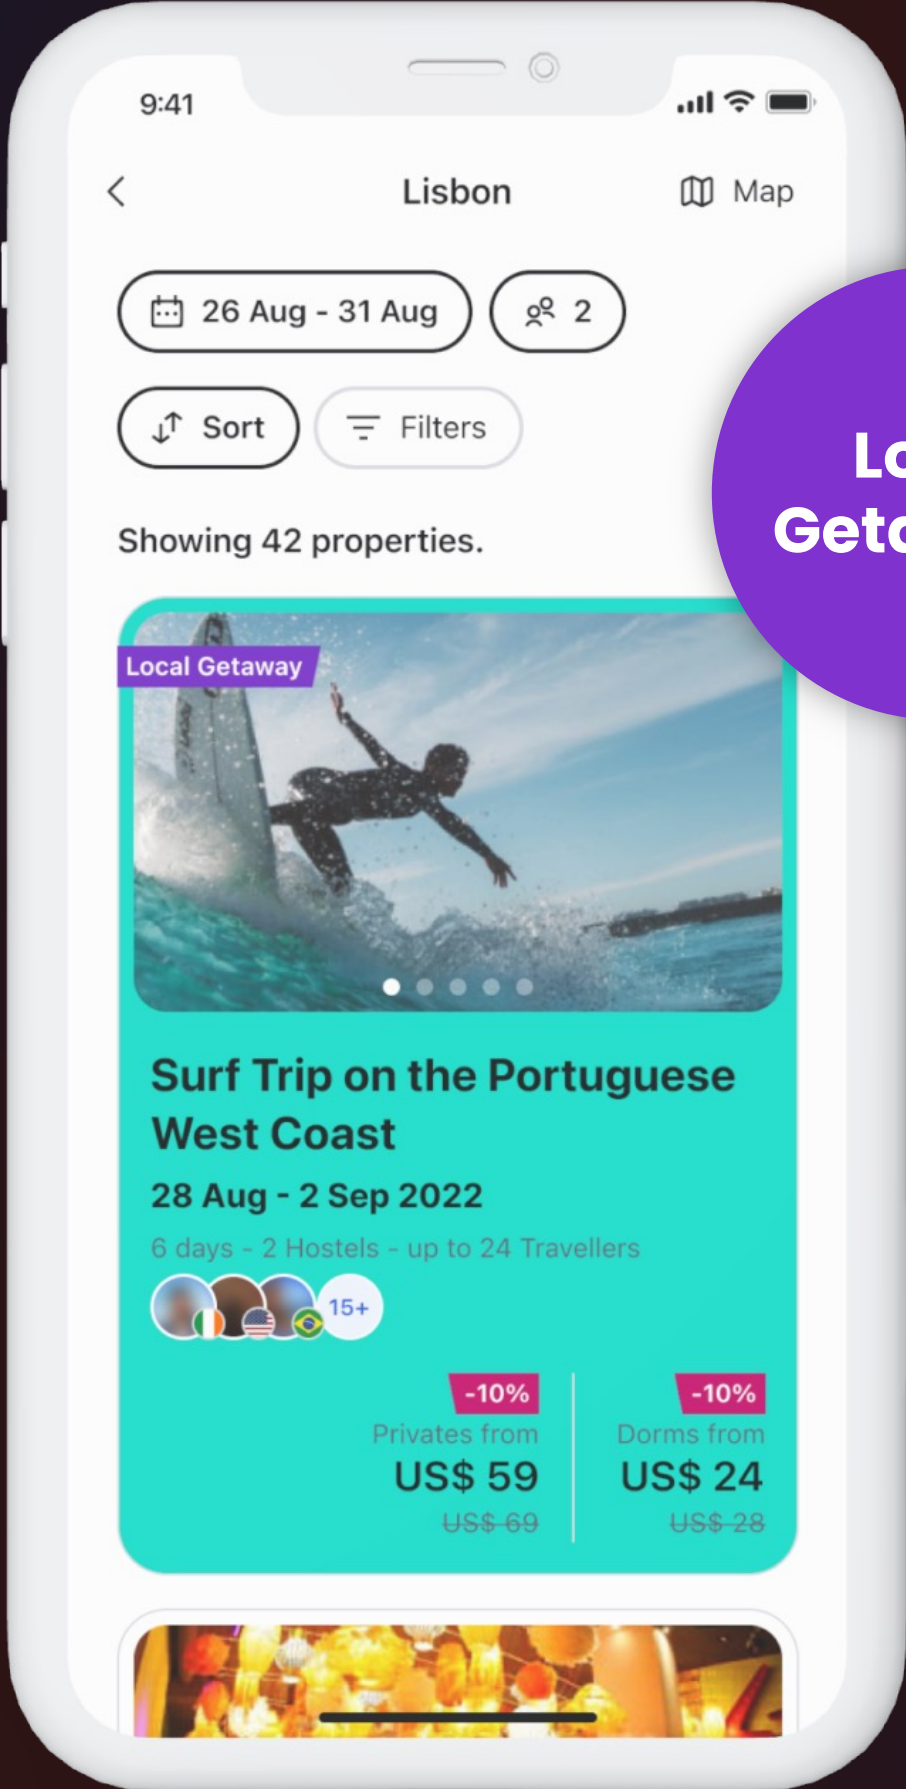 9:41
Lisbon
Map
26 Aug - 31 Aug
2
Sort
Filters
Showing 42 properties.
Local Getaway
Surf Trip on the Portuguese
West Coast
28 Aug - 2 Sep 2022
6 days - 2 Hostels - up to 24 Travellers
15+
-10%
Privates from
US$ 59
US$ 69
-10%
Dorms from
US$ 24
US$ 28